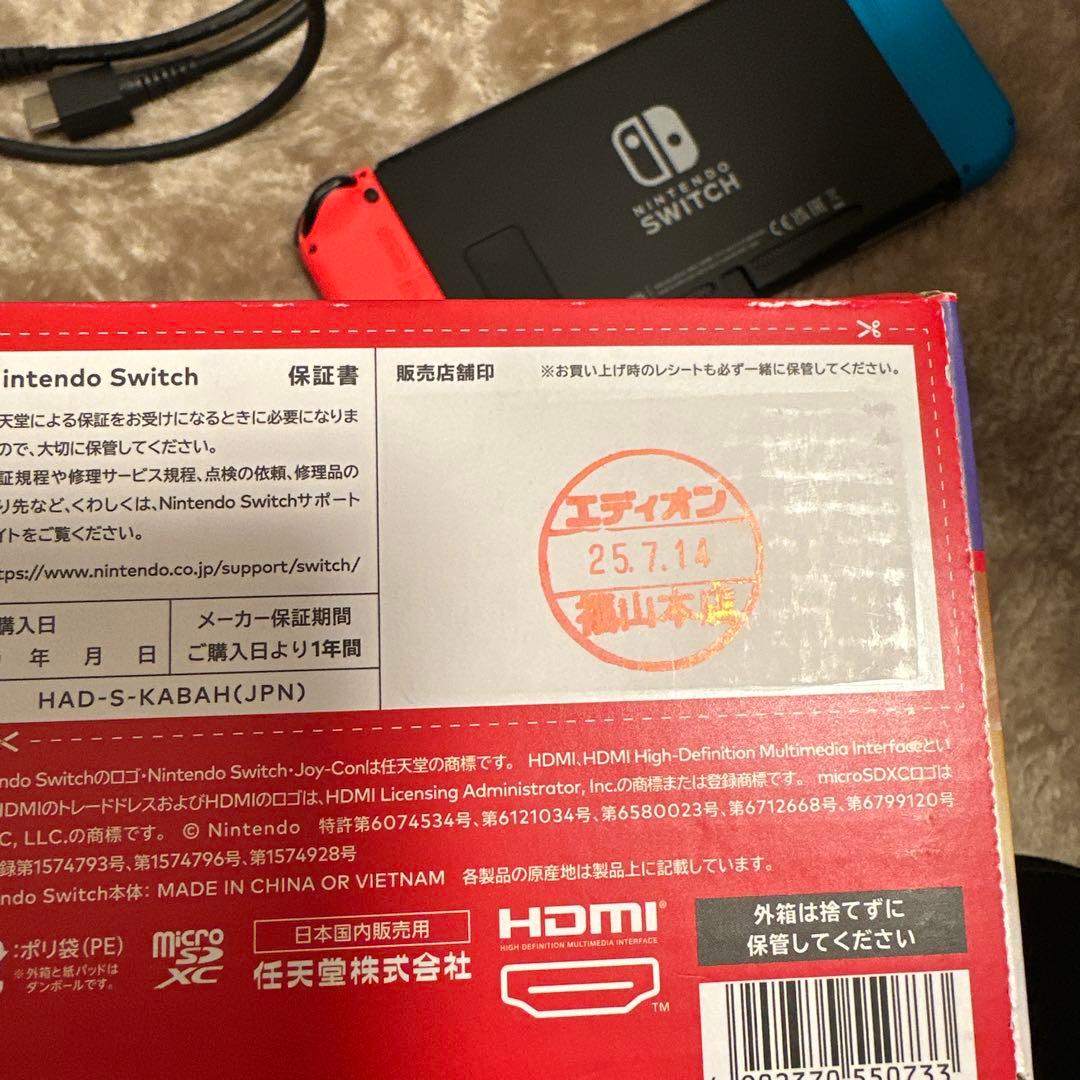 NINTENDO
SWITCH
intendo Switch
保証書
天堂による保証をお受けになるときに必要になりま
ので、大切に保管してください。
証規程や修理サービス規程、点検の依頼、修理品の
り先など、くわしくは、Nintendo Switchサポート
イトをご覧ください。
tps://www.nintendo.co.jp/support/switch/
購入日
年 月 日
メーカー保証期間
ご購入日より1年間
HAD-S-KABAH(JPN)
販売店舗印
※お買い上げ時のレシートも必ず一緒に保管してください。
エディオン
25.7.14
福山本店
ndo Switchのロゴ・Nintendo Switch・Joy-Conは任天堂の商標です。 HDMI、HDMI High-Definition Multimedia Interfaceとい
HDMIのトレードドレスおよびHDMIのロゴは、HDMI Licensing Administrator, Inc.の商標または登録商標です。 microSDXCロゴは
C, LLC.の商標です。 © Nintendo 特許第6074534号、第6121034号、第6580023号、第6712668号、第6799120号
録第1574793号、第1574796号、第1574928号
ndo Switch本体: MADE IN CHINA OR VIETNAM 各製品の原産地は製品上に記載しています。
:ポリ袋(PE)
※外箱と紙パッドは
ダンボールです。
micro
SD
XC
日本国内販売用
任天堂株式会社
HDMI®
HIGH-DEFINITION MULTIMEDIA INTERFACE
TM
外箱は捨てずに
保管してください
4 902370 550733